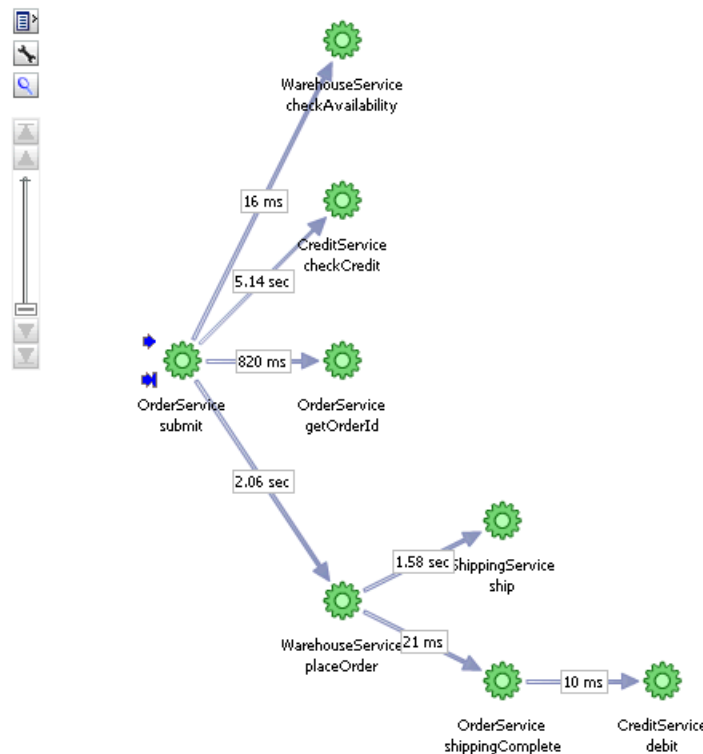 WarehouseService
checkAvailability
16 ms
CreditService
checkCredit
5.14 sec
820 ms
OrderService
submit
OrderService
getOrderId
2.06 sec
1.58 sec
ShippingService
ship
WarehouseService
placeOrder
21 ms
10 ms
OrderService
shippingComplete
CreditService
debit